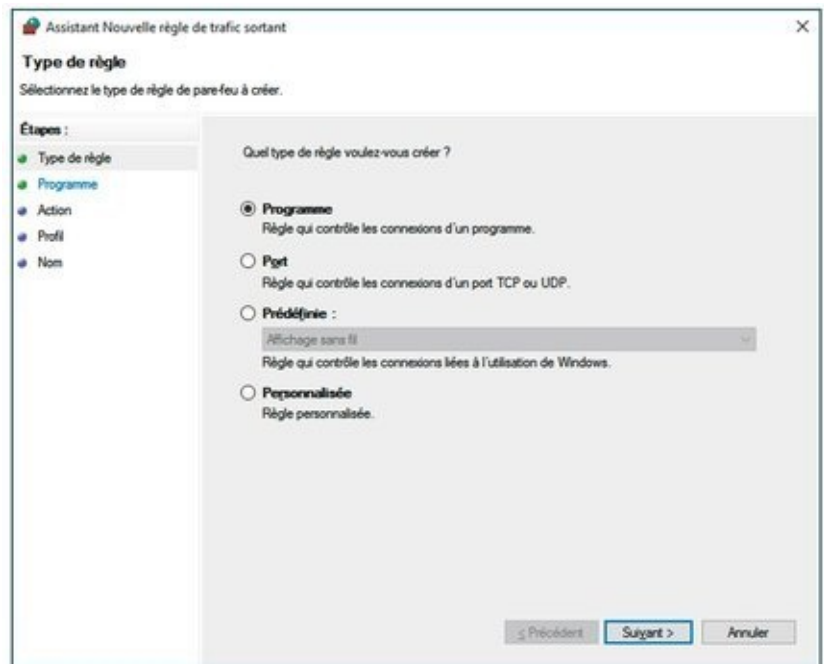 Assistant Nouvelle règle de trafic sortant
Type de règle
Sélectionnez le type de règle de pare-feu à créer.
Étapes :
Type de règle
Programme
Action
Profil
Nom
Quel type de règle voulez-vous créer ?
Programme
Règle qui contrôle les connexions d'un programme.
Port
Règle qui contrôle les connexions d'un port TCP ou UDP.
Prédéfinie :
Affichage sans fil
Règle qui contrôle les connexions liées à l'utilisation de Windows.
Personnalisée
Règle personnalisée.
< Précédent
Suivant >
Annuler